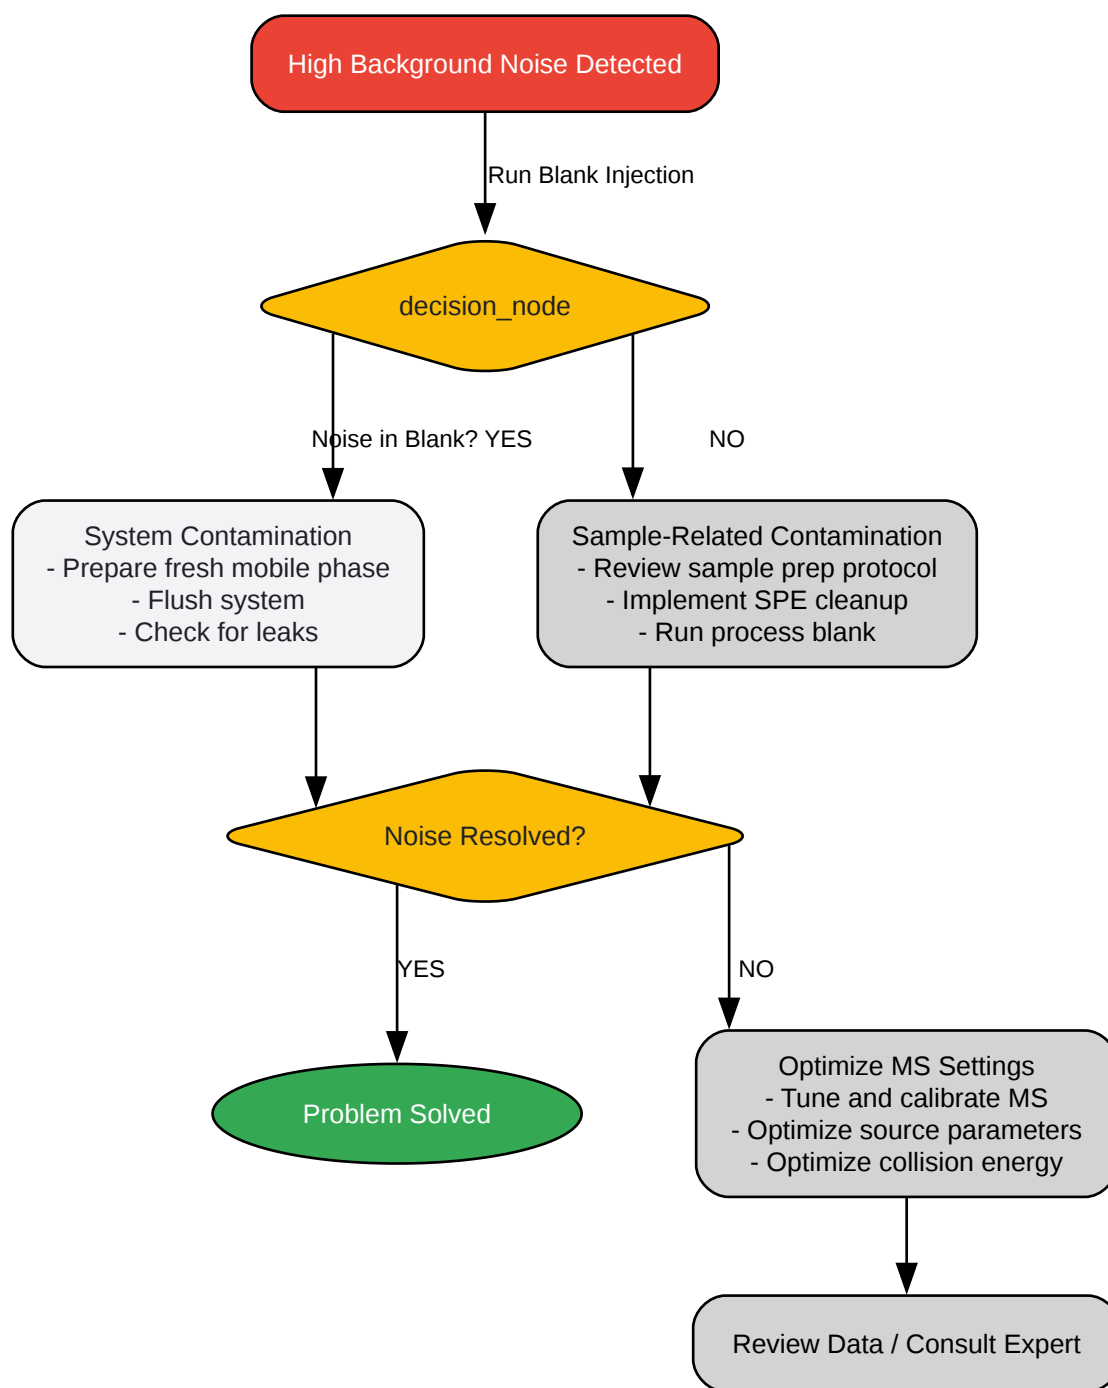 High Background Noise Detected
Run Blank Injection
decision_node
Noise in Blank? YES
NO
System Contamination
- Prepare fresh mobile phase
- Flush system
- Check for leaks
Sample-Related Contamination
- Review sample prep protocol
- Implement SPE cleanup
- Run process blank
Noise Resolved?
YES
NO
Problem Solved
Optimize MS Settings
- Tune and calibrate MS
- Optimize source parameters
- Optimize collision energy
Review Data / Consult Expert